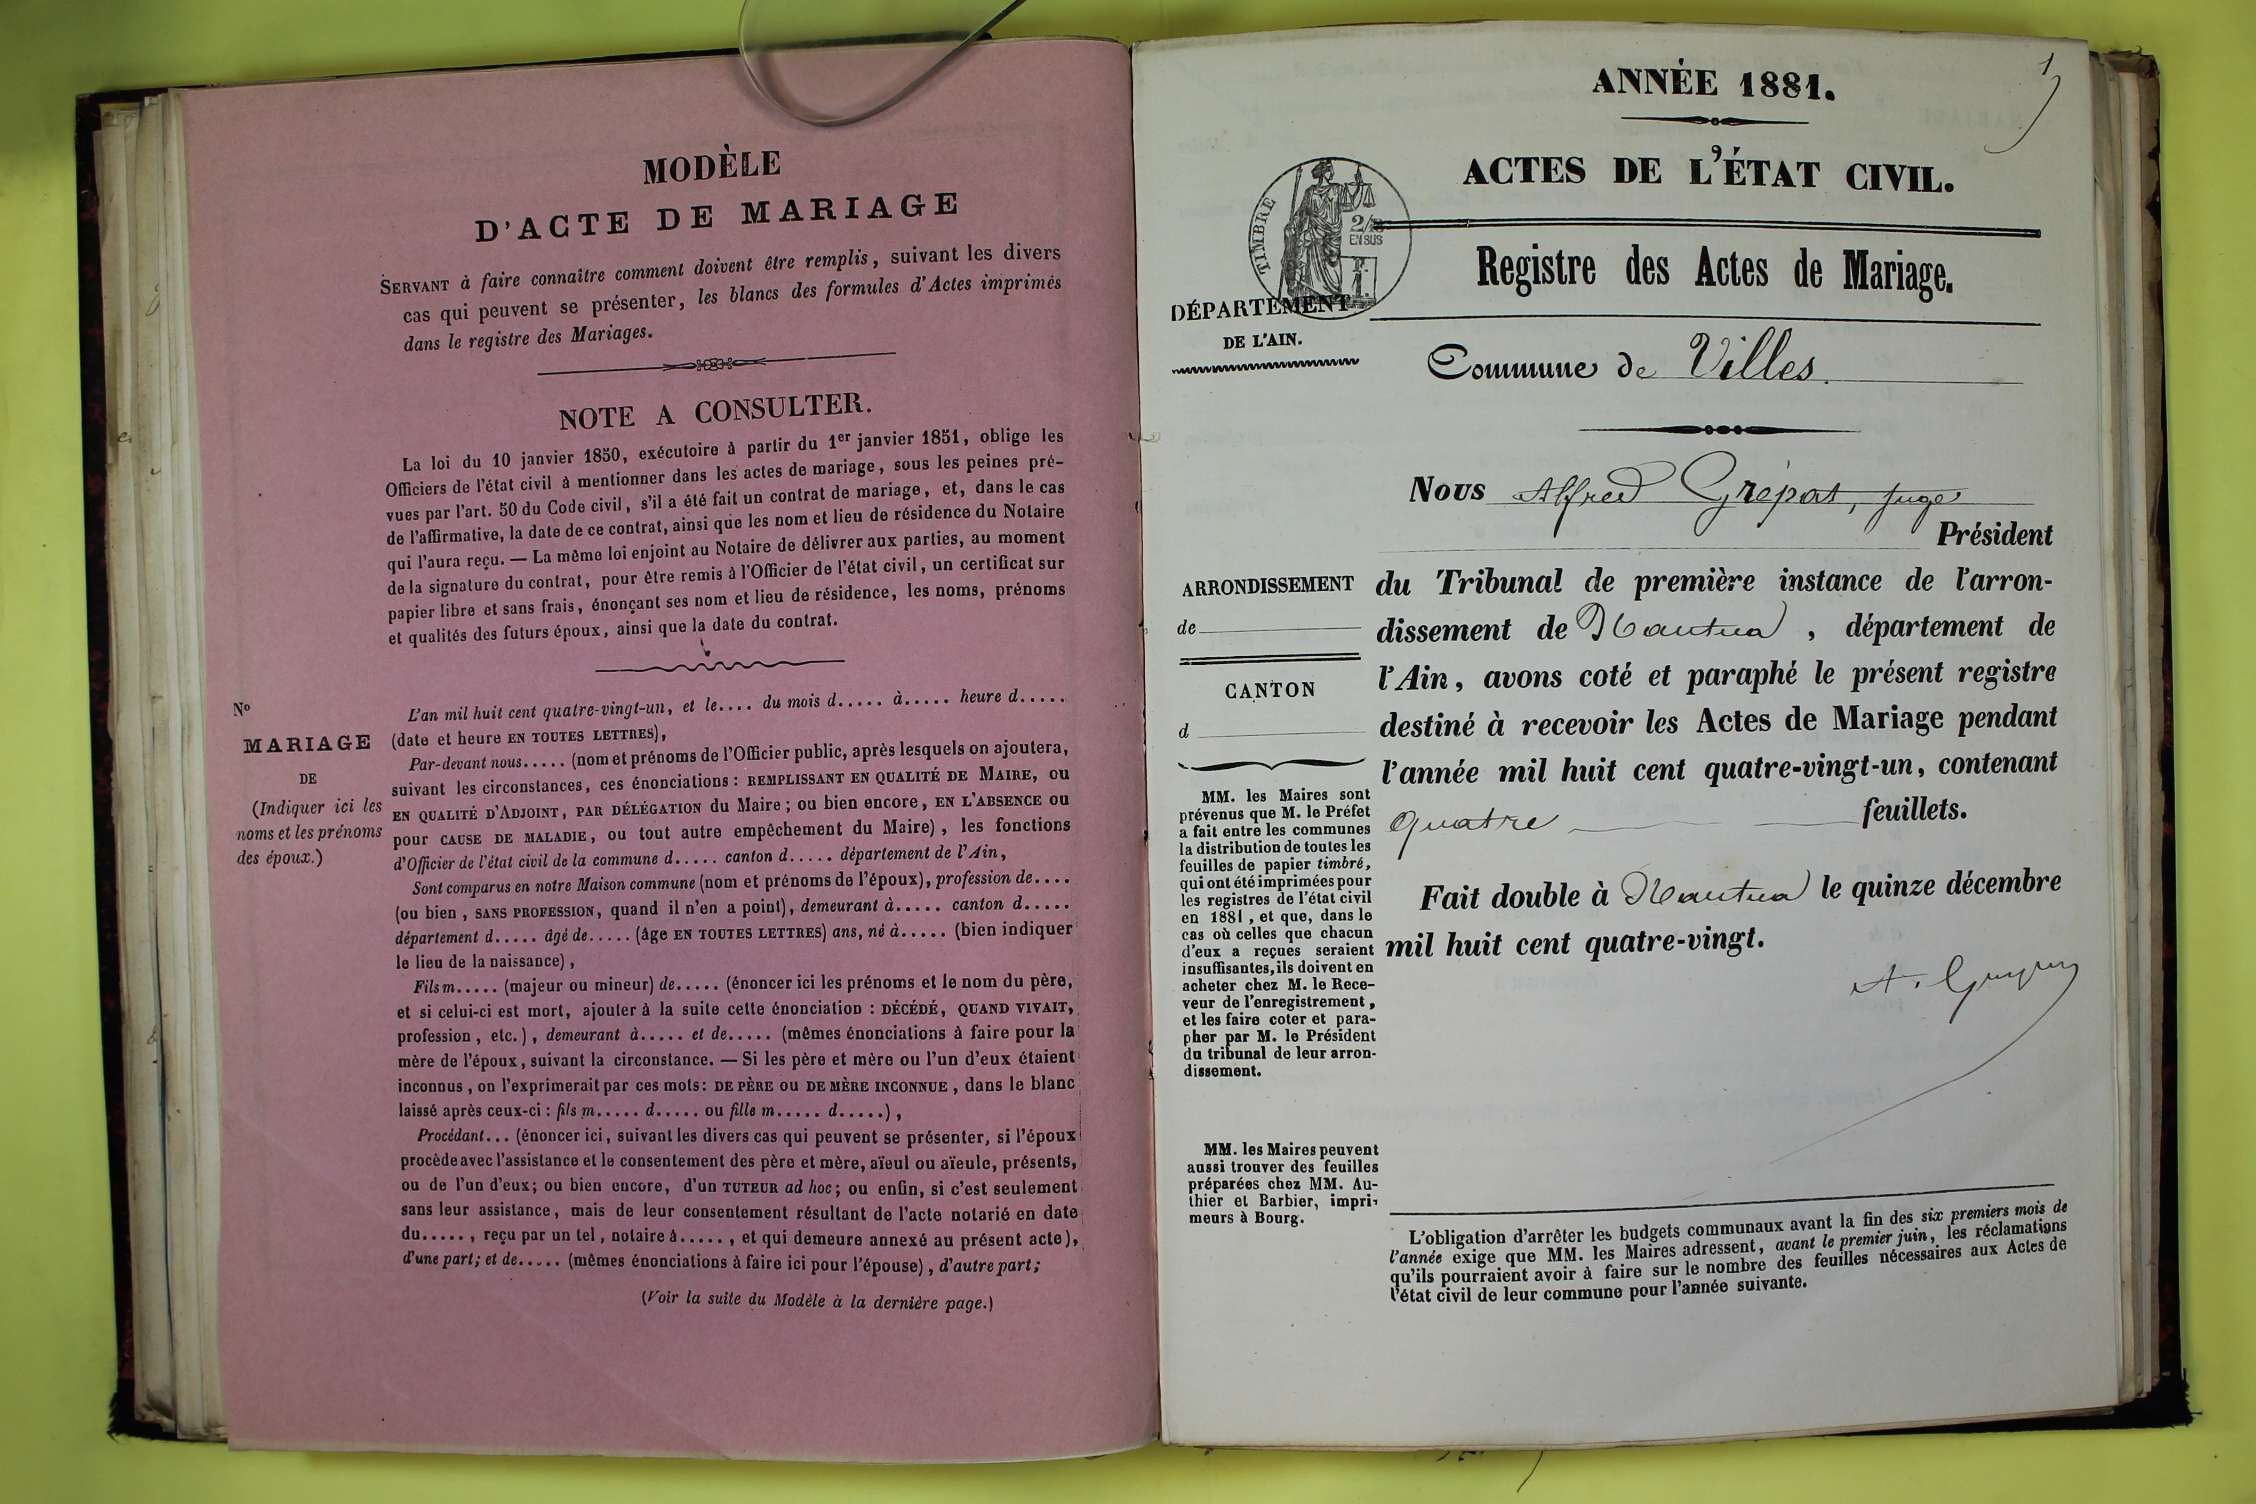 MODÈLE
D'ACTE DE MARIAGE
SERVANT à faire connaître comment doivent être remplis, suivant les divers
cas qui peuvent se présenter, les blancs des formules d'Actes imprimés
dans le registre des Mariages.
NOTE A CONSULTER.
La loi du 10 janvier 1850, exécutoire à partir du 1er janvier 1851, oblige les
Officiers de l'état civil à mentionner dans les actes de mariage, sous les peines pré-
vues par l'art. 50 du Code civil, s'il a été fait un contrat de mariage, et, dans le cas
de l'affirmative, la date de ce contrat, ainsi que les nom et lieu de résidence du Notaire
qui l'aura reçu. — La même loi enjoint au Notaire de délivrer aux parties, au moment
de la signature du contrat, pour être remis à l'Officier de l'état civil, un certificat sur
papier libre et sans frais, énonçant ses nom et lieu de résidence, les noms, prénoms
et qualités des futurs époux, ainsi que la date du contrat.
No
MARIAGE
DE
(Indiquer ici les
noms et les prénoms
des époux.)
L'an mil huit cent quatre-vingt-un, et le.... du mois d..... à..... heure d.....
(date et heure EN TOUTES LETTRES),
Par-devant nous..... (nom et prénoms de l'Officier public, après lesquels on ajoutera,
suivant les circonstances, ces énonciations : REMPLISSANT EN QUALITÉ DE MAIRE, ou
EN QUALITÉ D'ADJOINT, PAR DÉLÉGATION du Maire ; ou bien encore, EN L'ABSENCE ou
pour CAUSE DE MALADIE, ou tout autre empêchement du Maire), les fonctions
d'Officier de l'état civil de la commune d..... canton d..... département de l'Ain,
Sont comparus en notre Maison commune (nom et prénoms de l'époux), profession de....
(ou bien, SANS PROFESSION, quand il n'en a point), demeurant à..... canton d.....
département d..... âgé de..... (âge EN TOUTES LETTRES) ans, né à..... (bien indiquer
le lieu de la naissance),
Fils m..... (majeur ou mineur) de..... (énoncer ici les prénoms et le nom du père,
et si celui-ci est mort, ajouter à la suite cette énonciation : DÉCÉDÉ, QUAND VIVAIT,
profession, etc.), demeurant à..... et de..... (mêmes énonciations à faire pour la
mère de l'époux, suivant la circonstance. — Si les père et mère ou l'un d'eux étaient
inconnus, on l'exprimerait par ces mots : DE PÈRE OU DE MÈRE INCONNUE, dans le blanc
laissé après ceux-ci : fils m..... d..... ou fille m..... d.....),
Procédant... (énoncer ici, suivant les divers cas qui peuvent se présenter, si l'époux
procède avec l'assistance et le consentement des père et mère, aïeul ou aïeule, présents,
ou de l'un d'eux; ou bien encore, d'un TUTEUR ad hoc; ou enfin, si c'est seulement
sans leur assistance, mais de leur consentement résultant de l'acte notarié en date
du....., reçu par un tel, notaire à....., et qui demeure annexé au présent acte),
d'une part; et de..... (mêmes énonciations à faire ici pour l'épouse), d'autre part;
(Voir la suite du Modèle à la dernière page.)
1
ANNÉE 1881.
ACTES DE L'ÉTAT CIVIL.
TIMBRE
2/10
EN SUS
Registre des Actes de Mariage.
DÉPARTEMENT
DE L'AIN.
Commune de Villes.
Nous Alfred Grépat, juge
Président
du Tribunal de première instance de l'arron-
dissement de Nantua, département de
l'Ain, avons coté et paraphé le présent registre
destiné à recevoir les Actes de Mariage pendant
l'année mil huit cent quatre-vingt-un, contenant
quatre feuillets.
Fait double à Nantua le quinze décembre
mil huit cent quatre-vingt.
ARRONDISSEMENT
de
CANTON
d
MM. les Maires sont
prévenus que M. le Préfet
a fait entre les communes
la distribution de toutes les
feuilles de papier timbré,
qui ont été imprimées pour
les registres de l'état civil
en 1881, et que, dans le
cas où celles que chacun
d'eux a reçues seraient
insuffisantes, ils doivent en
acheter chez M. le Rece-
veur de l'enregistrement,
et les faire coter et para-
pher par M. le Président
du tribunal de leur arron-
dissement.
MM. les Maires peuvent
aussi trouver des feuilles
préparées chez MM. Au-
thier et Barbier, impri-
meurs à Bourg.
L'obligation d'arrêter les budgets communaux avant la fin des six premiers mois de
l'année exige que MM. les Maires adressent, avant le premier juin, les réclamations
qu'ils pourraient avoir à faire sur le nombre des feuilles nécessaires aux Actes de
l'état civil de leur commune pour l'année suivante.